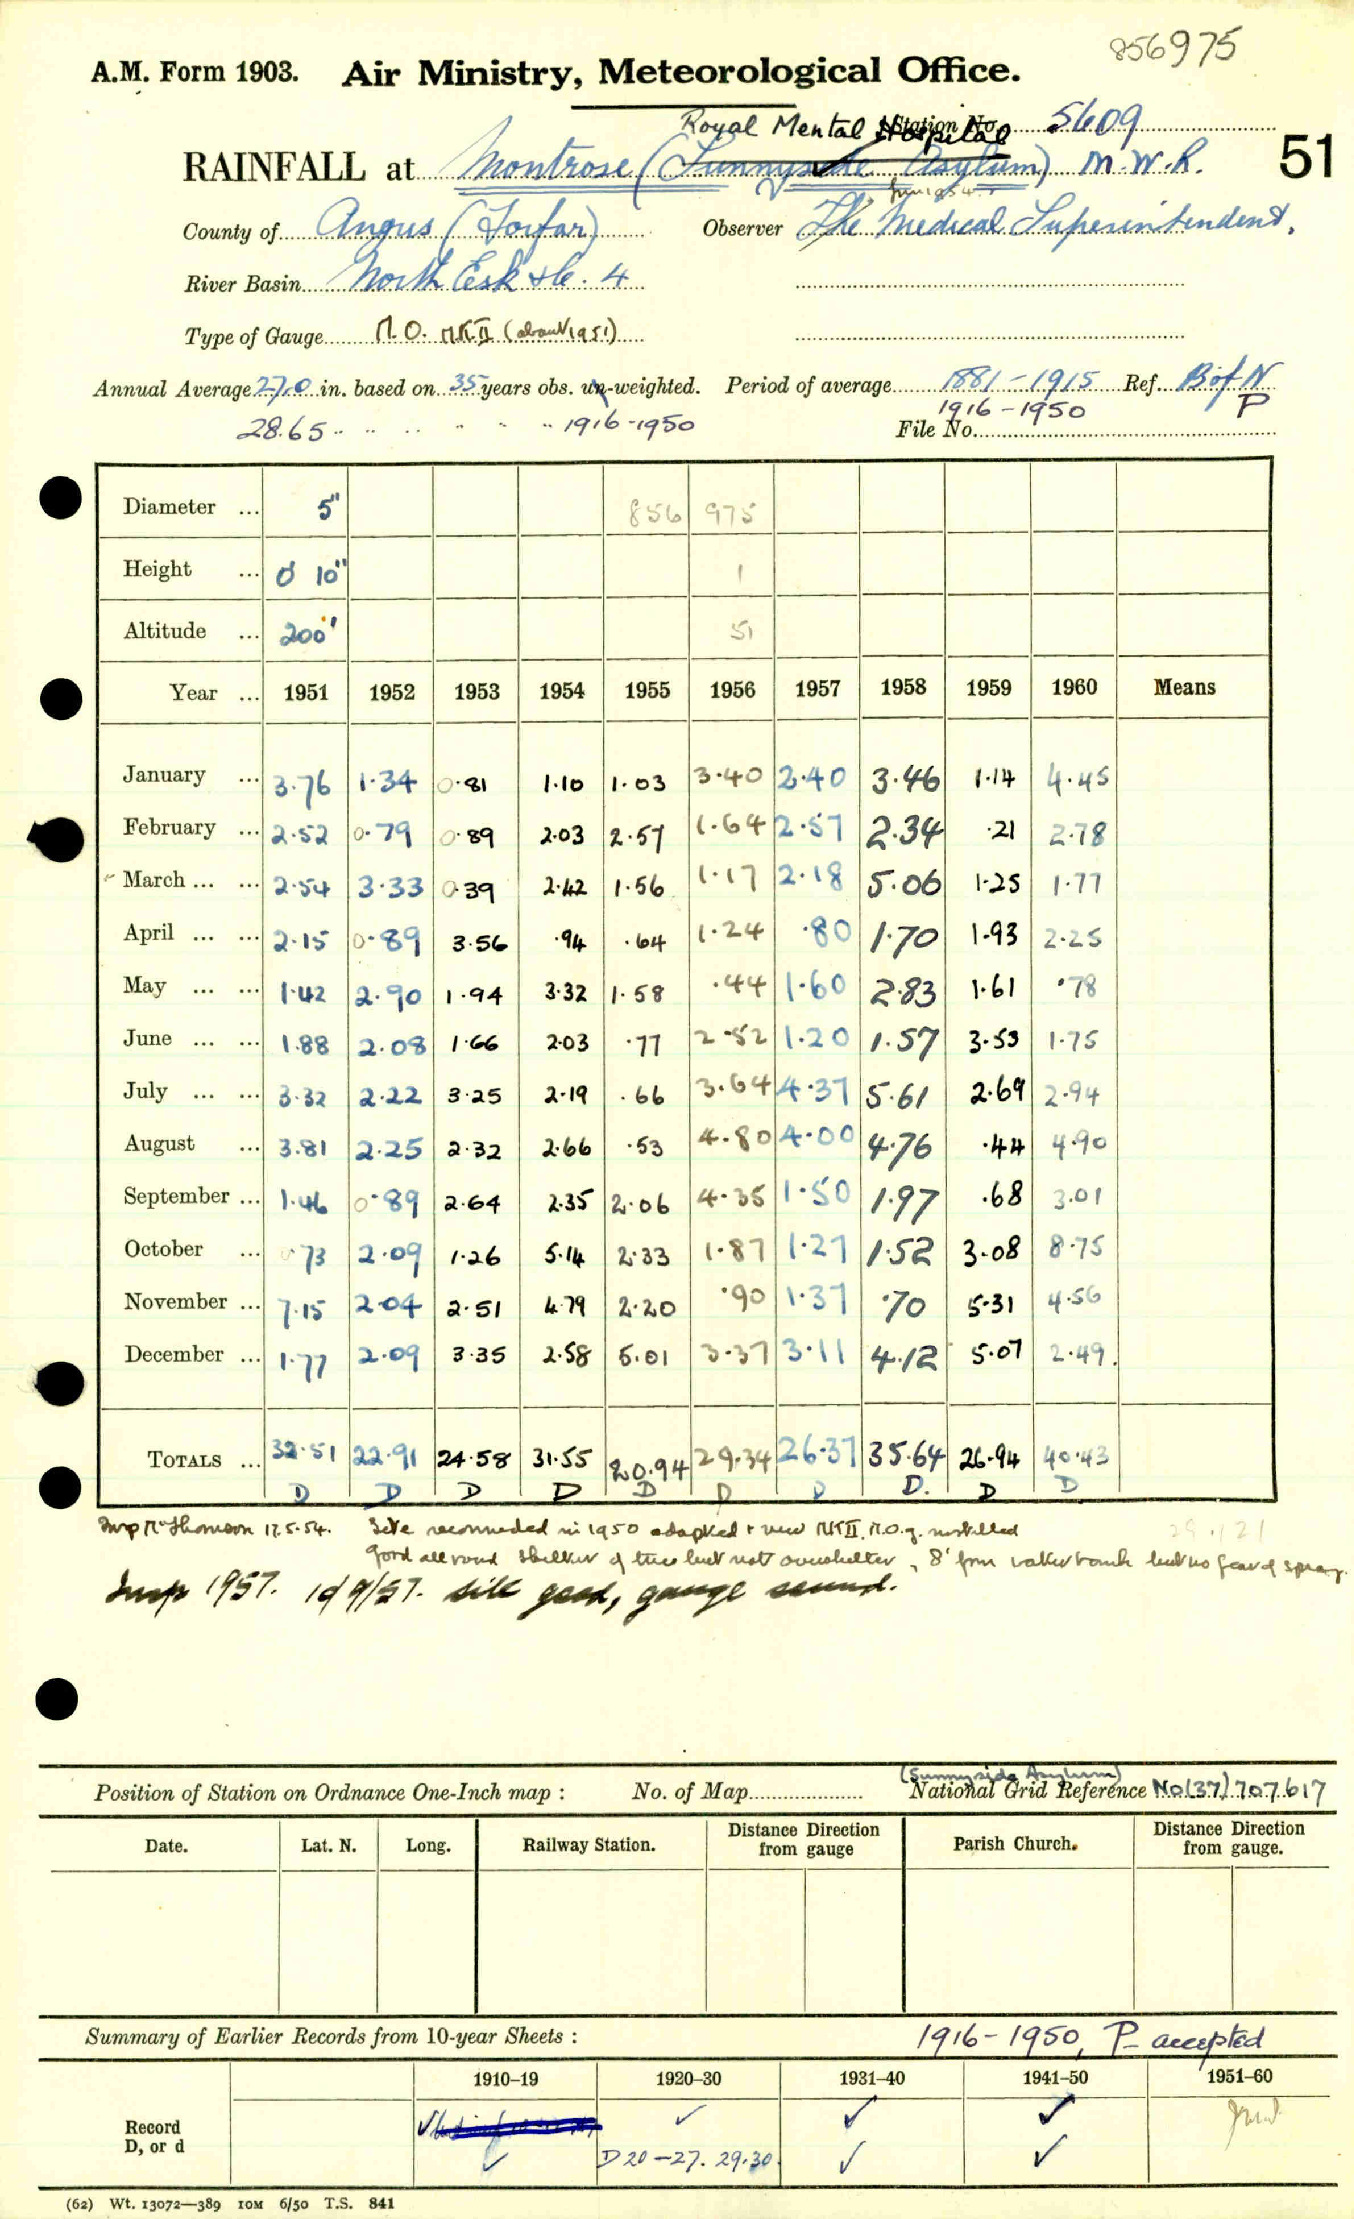 856975
A.M. Form 1903. Air Ministry, Meteorological Office.
Royal Mental Hospital Station No. 5609
RAINFALL at Montrose (Sunnyside Asylum) M.W.R. 51
County of Angus (Forfar) Observer The Medical Superintendent,
River Basin North Esk &c. 4
Type of Gauge M.O. MKII (about 1951)
Annual Average 27.0 in. based on 35 years obs. un-weighted. Period of average 1881-1915 Ref. B of N
28.65 " " " " " " 1916-1950 1916-1950 P
File No.
Diameter ... 5" 856 975
Height ... 0' 10" 1
Altitude ... 200' 51
Year ... 1951 1952 1953 1954 1955 1956 1957 1958 1959 1960 Means
January ... 3.76 1.34 0.81 1.10 1.03 3.40 2.40 3.46 1.14 4.45
February ... 2.52 0.79 0.89 2.03 2.57 1.64 2.57 2.34 .21 2.78
March ... ... 2.54 3.33 0.39 2.42 1.56 1.17 2.18 5.06 1.25 1.77
April ... ... 2.15 0.89 3.56 .94 .64 1.24 .80 1.70 1.93 2.25
May ... ... 1.42 2.90 1.94 3.32 1.58 .44 1.60 2.83 1.61 .78
June ... ... 1.88 2.08 1.66 2.03 .77 2.52 1.20 1.57 3.53 1.75
July ... ... 3.32 2.22 3.25 2.19 .66 3.64 4.37 5.61 2.69 2.94
August ... 3.81 2.25 2.32 2.66 .53 4.80 4.00 4.76 .44 4.90
September ... 1.46 0.89 2.64 2.35 2.06 4.35 1.50 1.97 .68 3.01
October ... .73 2.09 1.26 5.14 2.33 1.87 1.27 1.52 3.08 8.75
November ... 7.15 2.04 2.51 4.79 2.20 .90 1.37 .70 5.31 4.56
December ... 1.77 2.09 3.35 2.58 5.01 3.37 3.11 4.12 5.07 2.49
TOTALS ... 32.51 22.91 24.58 31.55 20.94 29.34 26.37 35.64 26.94 40.43
D D D D D D D D. D D
Insp Mr Thomson 17.5.54. Site in 1950 adapted + new MKII. M.O.g. installed 29.121
good all round shelter of trees but not overshelter, 8' from but no fear of spray.
Insp 1957. 10/9/57. site good, gauge sound.
(Sunnyside Asylum)
Position of Station on Ordnance One-Inch map : No. of Map National Grid Reference NO(37)707.617
Date. Lat. N. Long. Railway Station. Distance from Direction gauge Parish Church. Distance from Direction gauge.
Summary of Earlier Records from 10-year Sheets : 1916-1950, P accepted
1910–19 1920–30 1931–40 1941–50 1951–60
Record ✓ ✓ ✓ ✓
D, or d ✓ D 20-27. 29.30. ✓ ✓
(62) Wt. 13072—389 10M 6/50 T.S. 841